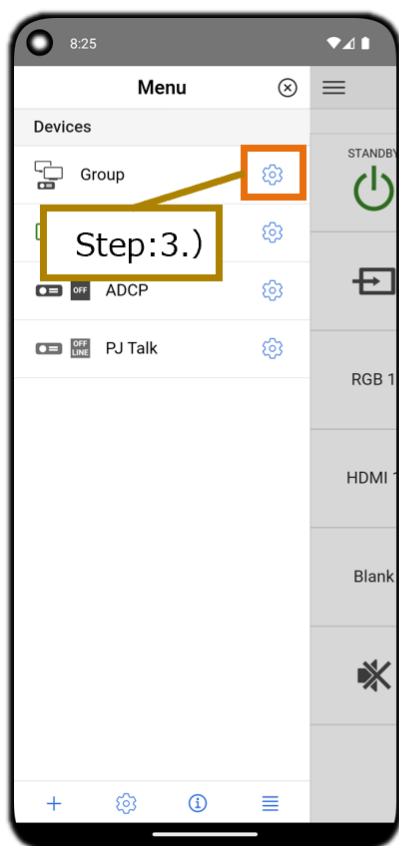 8:25
Menu
Devices
STANDBY
Group
Step:3.)
OFF
ADCP
OFF
LINE
PJ Talk
RGB 1
HDMI 1
Blank